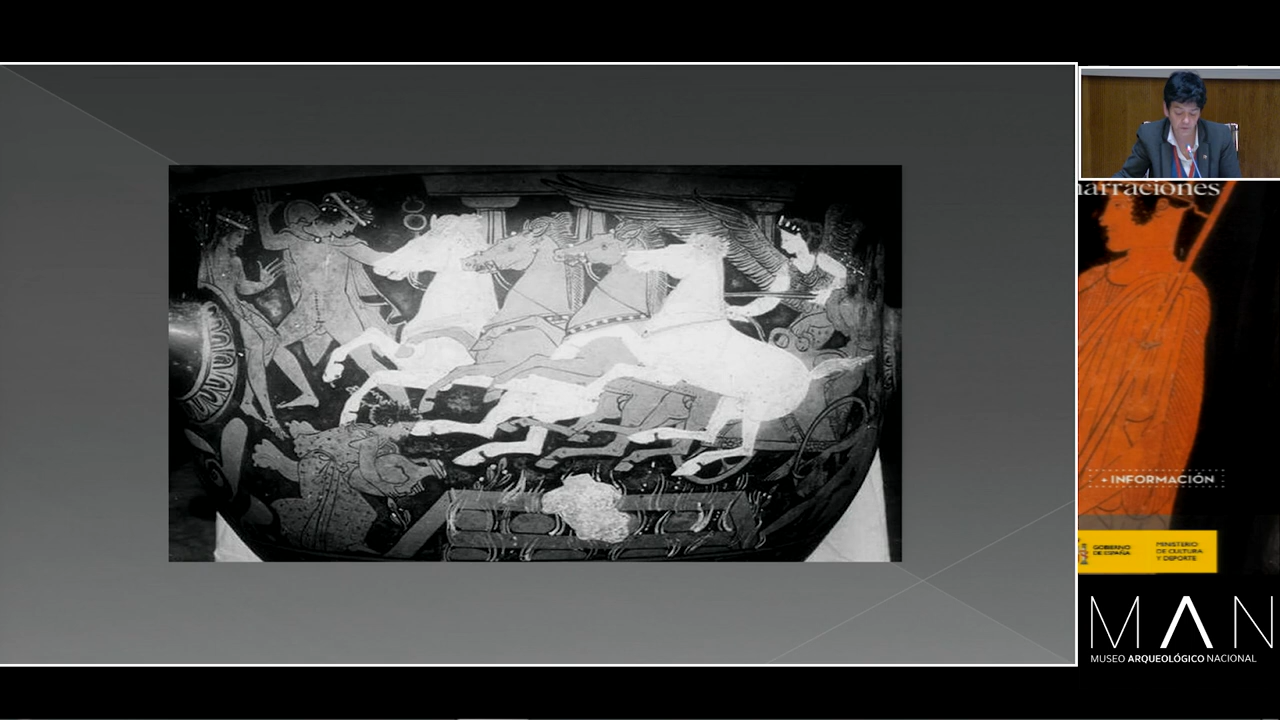 narraciones
+ INFORMACIÓN
GOBIERNO
DE ESPAÑA
MINISTERIO
DE CULTURA
Y DEPORTE
MAN
MUSEO ARQUEOLÓGICO NACIONAL